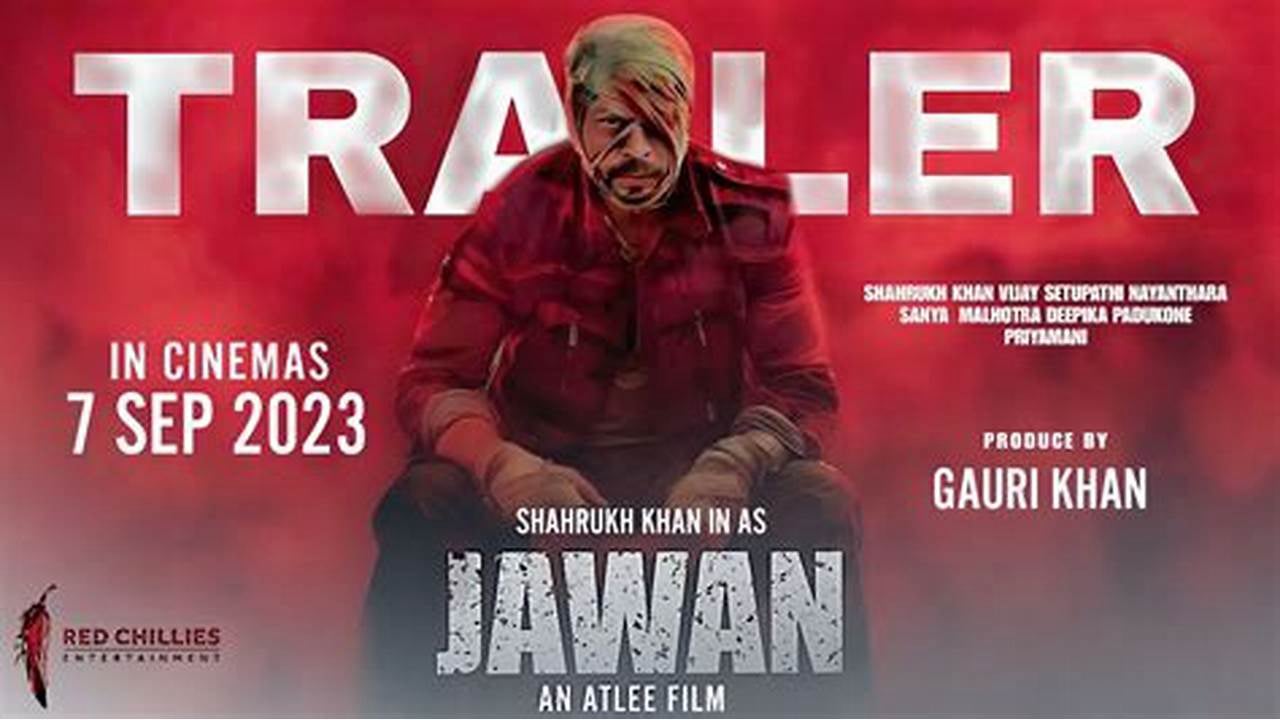 TRAILER
SHAHRUKH KHAN VIJAY SETUPATHI NAYANTHARA
SANYA MALHOTRA DEEPIKA PADUKONE
PRIYAMANI
IN CINEMAS
7 SEP 2023
PRODUCE BY
GAURI KHAN
SHAHRUKH KHAN IN AS
JAWAN
AN ATLEE FILM
RED CHILLIES
ENTERTAINMENT